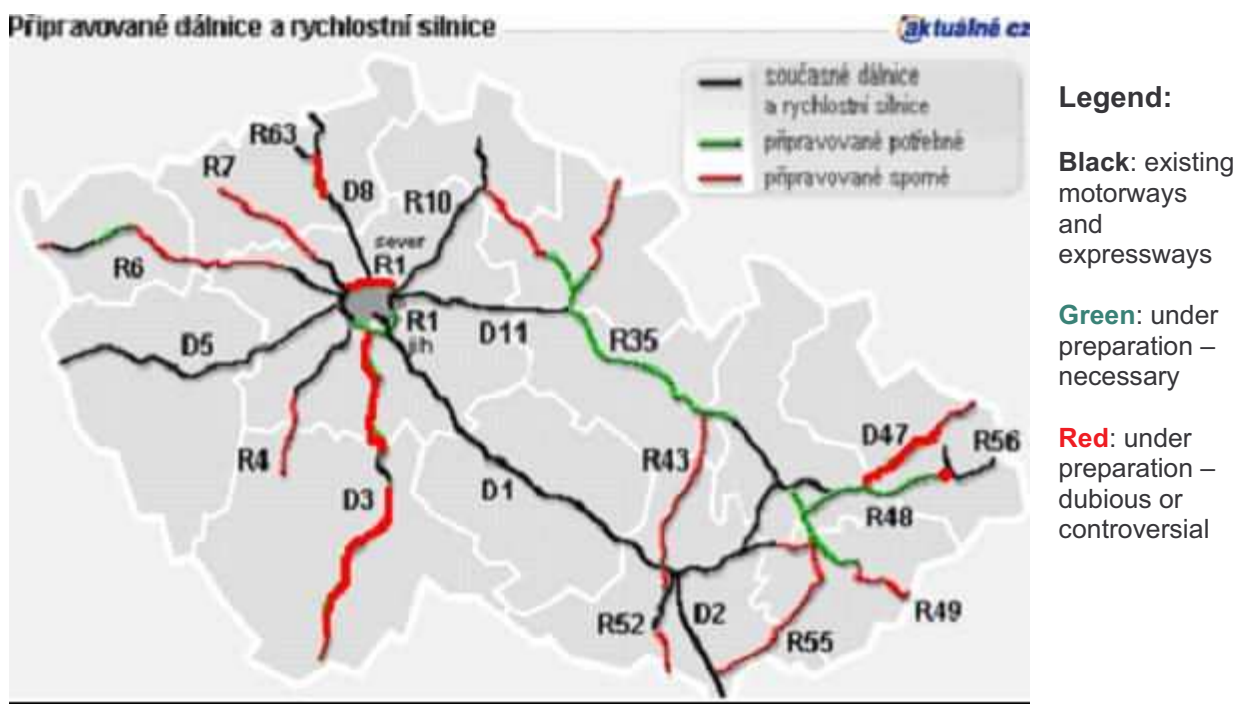 Připravované dálnice a rychlostní silnice
aktuálně cz
současné dálnice
a rychlostní silnice
připravované potřebné
připravované sporné
R63
R7
D8
R10
sever
R1
R6
R1
jih
D11
D5
R35
R4
D3
D1
R43
D47
R56
R48
R52
D2
R55
R49
Legend:
Black: existing
motorways
and
expressways
Green: under
preparation –
necessary
Red: under
preparation –
dubious or
controversial